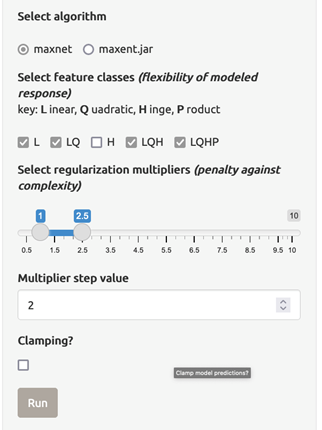 Select algorithm
maxnet maxent.jar
Select feature classes (flexibility of modeled
response)
key: L inear, Q uadratic, H inge, P roduct
L LQ H LQH LQHP
Select regularization multipliers (penalty against
complexity)
1 2.5 10
0.5 1.5 2.5 3.5 4.5 5.5 6.5 7.5 8.5 9.5 10
Multiplier step value
2
Clamping?
Clamp model predictions?
Run